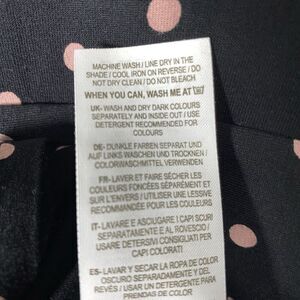 MACHINE WASH / LINE DRY IN THE
SHADE / COOL IRON ON REVERSE / DO
NOT DRY CLEAN / DO NOT BLEACH
WHEN YOU CAN, WASH ME AT
UK- WASH AND DRY DARK COLOURS
SEPARATELY AND INSIDE OUT / USE
DETERGENT RECOMMENDED FOR
COLOURS
DE- DUNKLE FARBEN SEPARAT UND
AUF LINKS WASCHEN UND TROCKNEN /
COLORWASCHMITTEL VERWENDEN
FR- LAVER ET FAIRE SÉCHER LES
COULEURS FONCÉES SÉPARÉMENT ET
SUR L'ENVERS / UTILISER UNE LESSIVE
RECOMMANDÉE POUR LES COULEURS
IT- LAVARE E ASCIUGARE I CAPI SCURI
SEPARATAMENTE E AL ROVESCIO /
USARE DETERSIVI CONSIGLIATI PER
CAPI COLORATI
ES- LAVAR Y SECAR LA ROPA DE COLOR
OSCURO SEPARADAMENTE Y DEL
REVÉS / USAR UN DETERGENTE PARA
PRENDAS DE COLOR